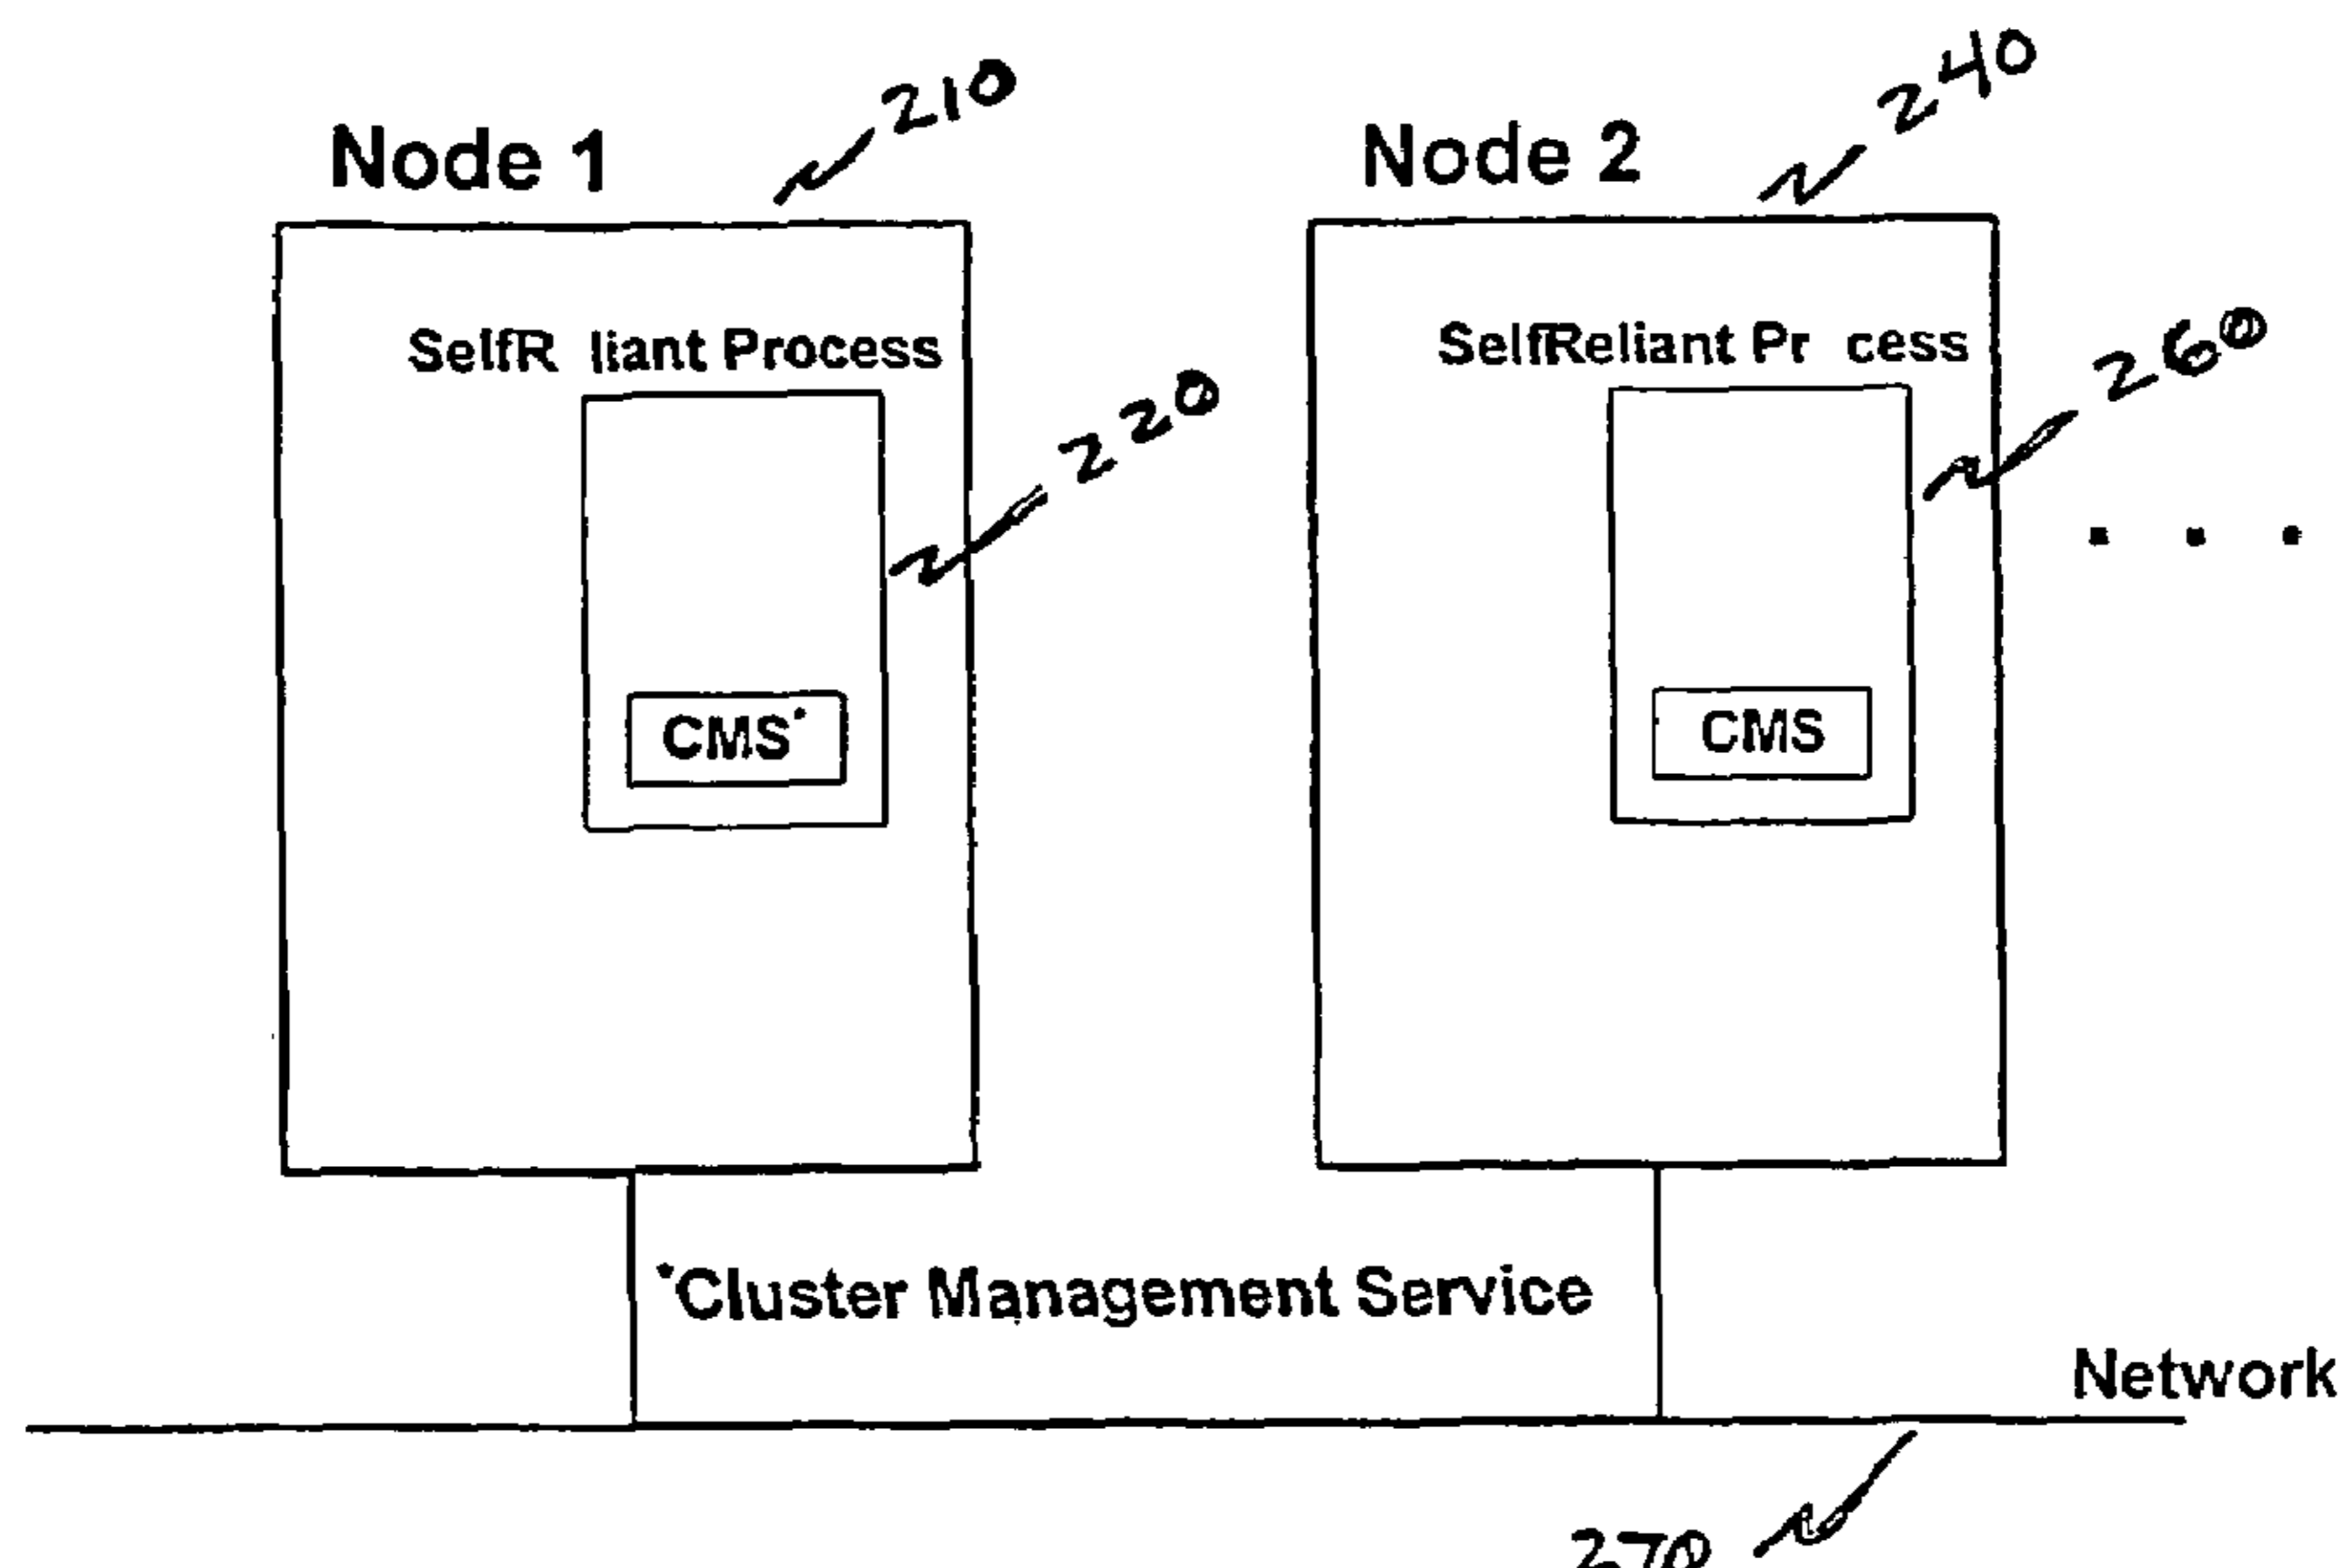 210
240
Node 1
Node 2
SelfR liant Process
SelfReliant Pr cess
260
220
. . .
CMS*
CMS
*Cluster Management Service
Network
270